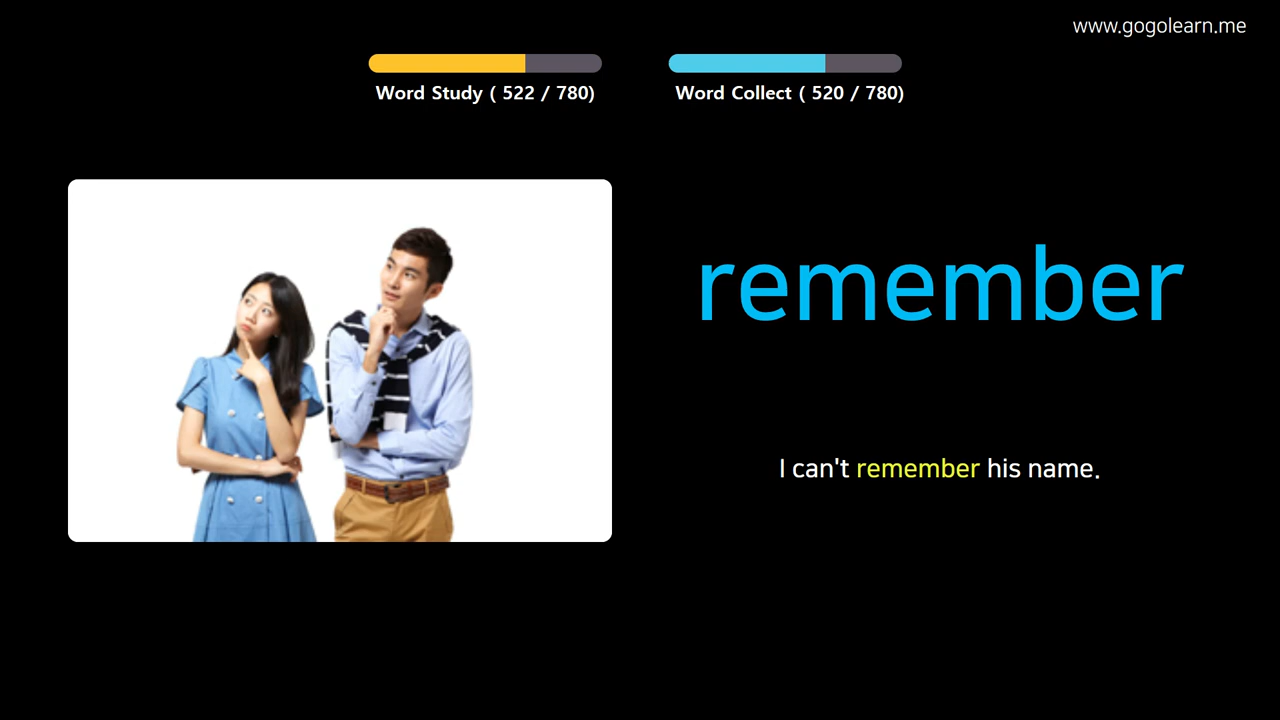 www.gogolearn.me
Word Study ( 522 / 780)
Word Collect ( 520 / 780)
remember
I can't remember his name.